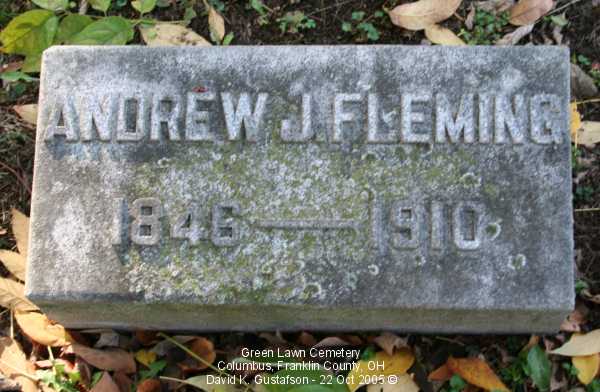 ANDREW J. FLEMING
1846 — 1910
Green Lawn Cemetery
Columbus, Franklin County, OH
David K. Gustafson - 22 Oct 2005 ©